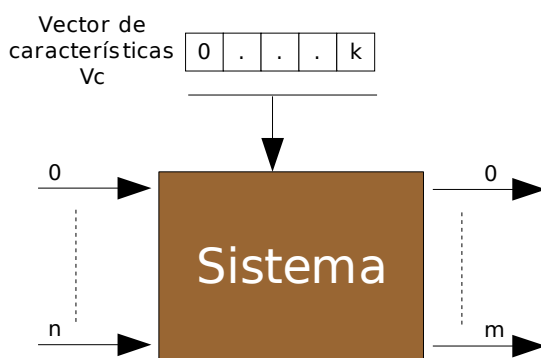 Vector de
características
Vc
0 . . . k
0
0
Sistema
n
m